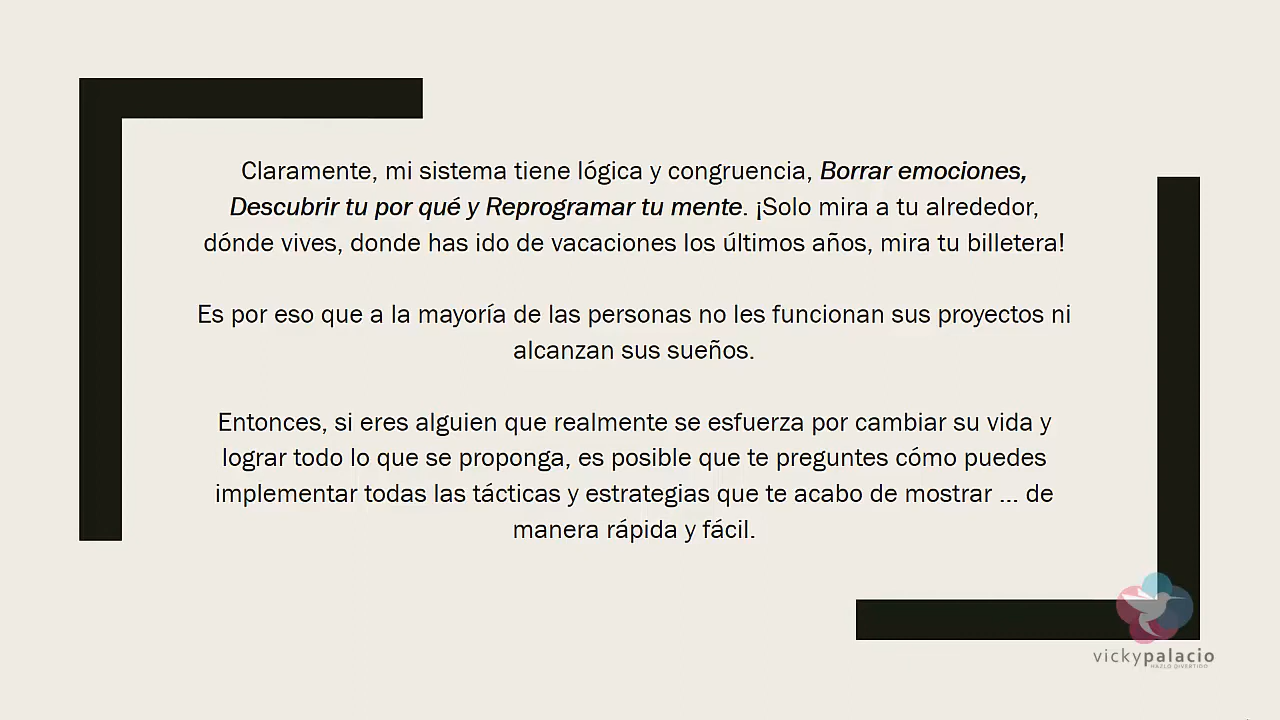 Claramente, mi sistema tiene lógica y congruencia, Borrar emociones,
Descubrir tu por qué y Reprogramar tu mente. ¡Solo mira a tu alrededor,
dónde vives, donde has ido de vacaciones los últimos años, mira tu billetera!
Es por eso que a la mayoría de las personas no les funcionan sus proyectos ni
alcanzan sus sueños.
Entonces, si eres alguien que realmente se esfuerza por cambiar su vida y
lograr todo lo que se proponga, es posible que te preguntes cómo puedes
implementar todas las tácticas y estrategias que te acabo de mostrar ... de
manera rápida y fácil.
vickypalacio
HAZLO DIVERTIDO